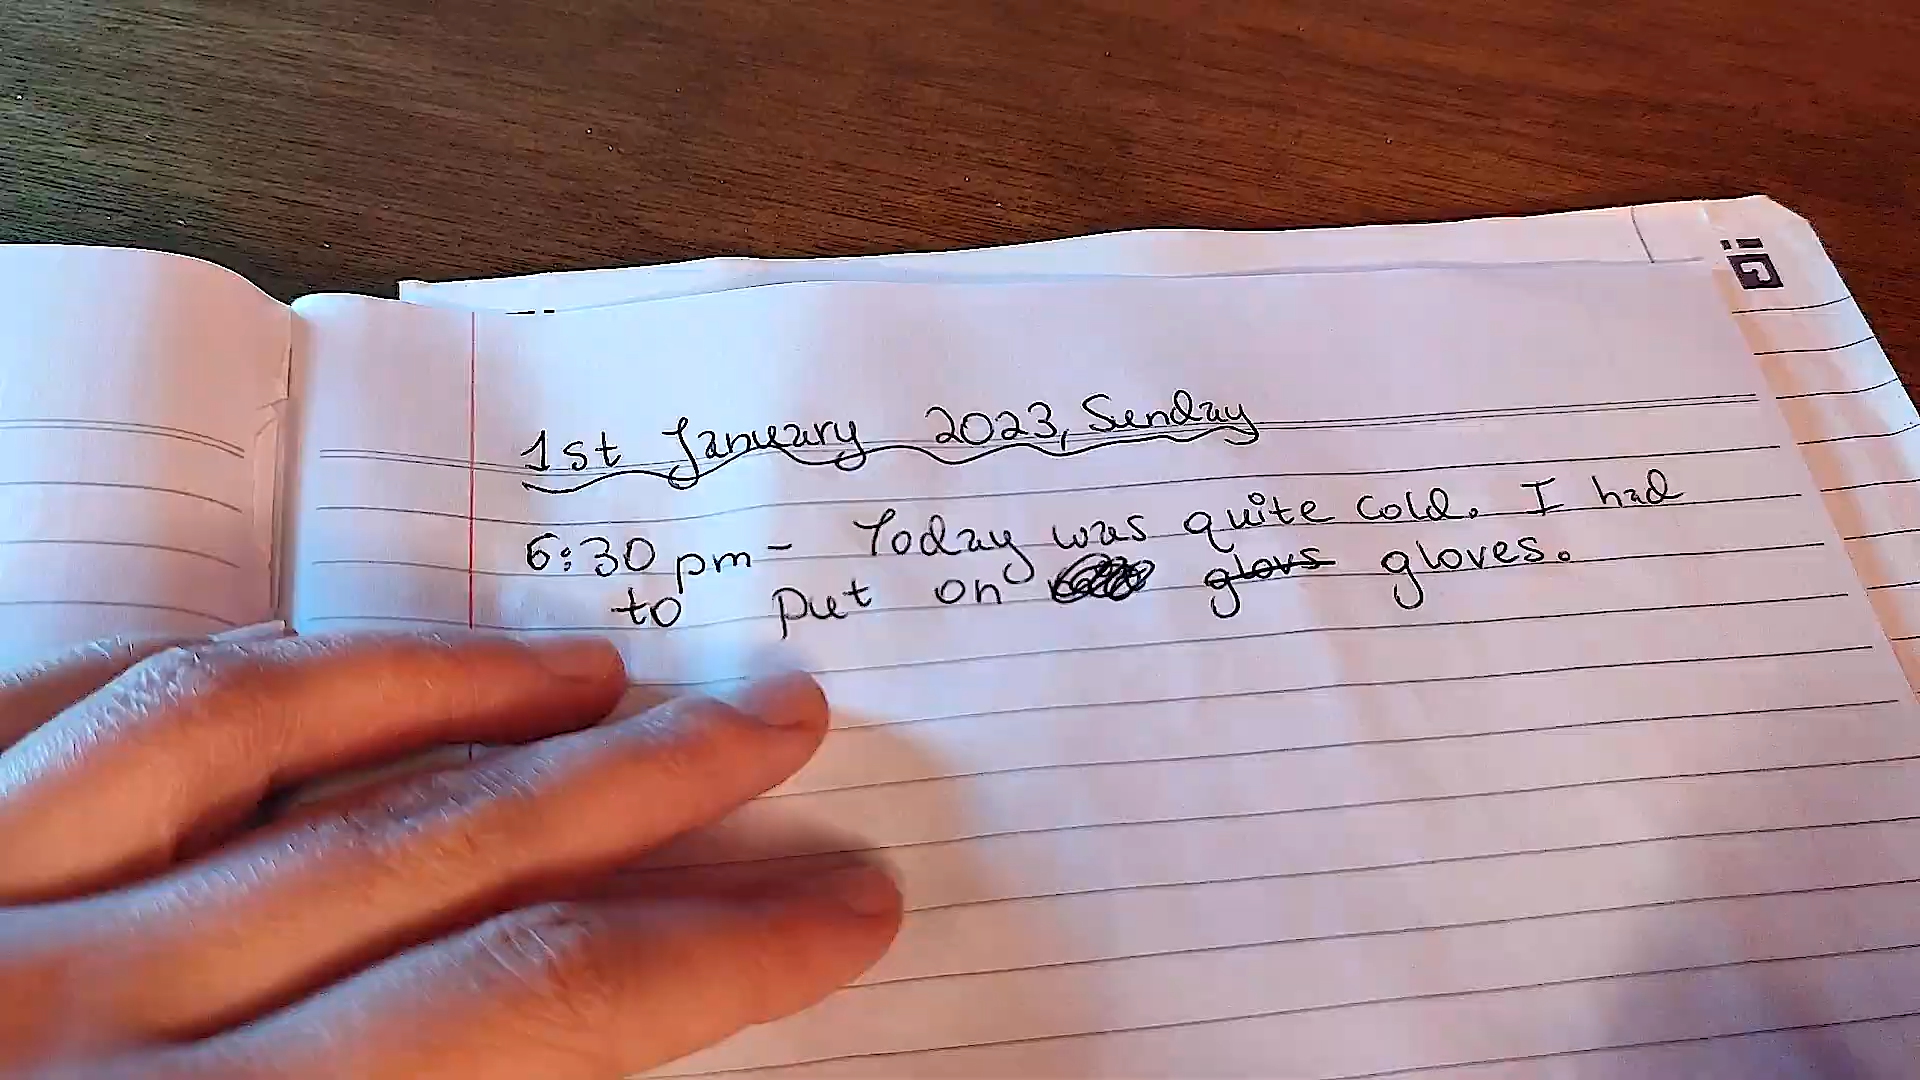 1st January 2023, Sunday
6:30 pm - Today was quite cold. I had
to put on glovs gloves.